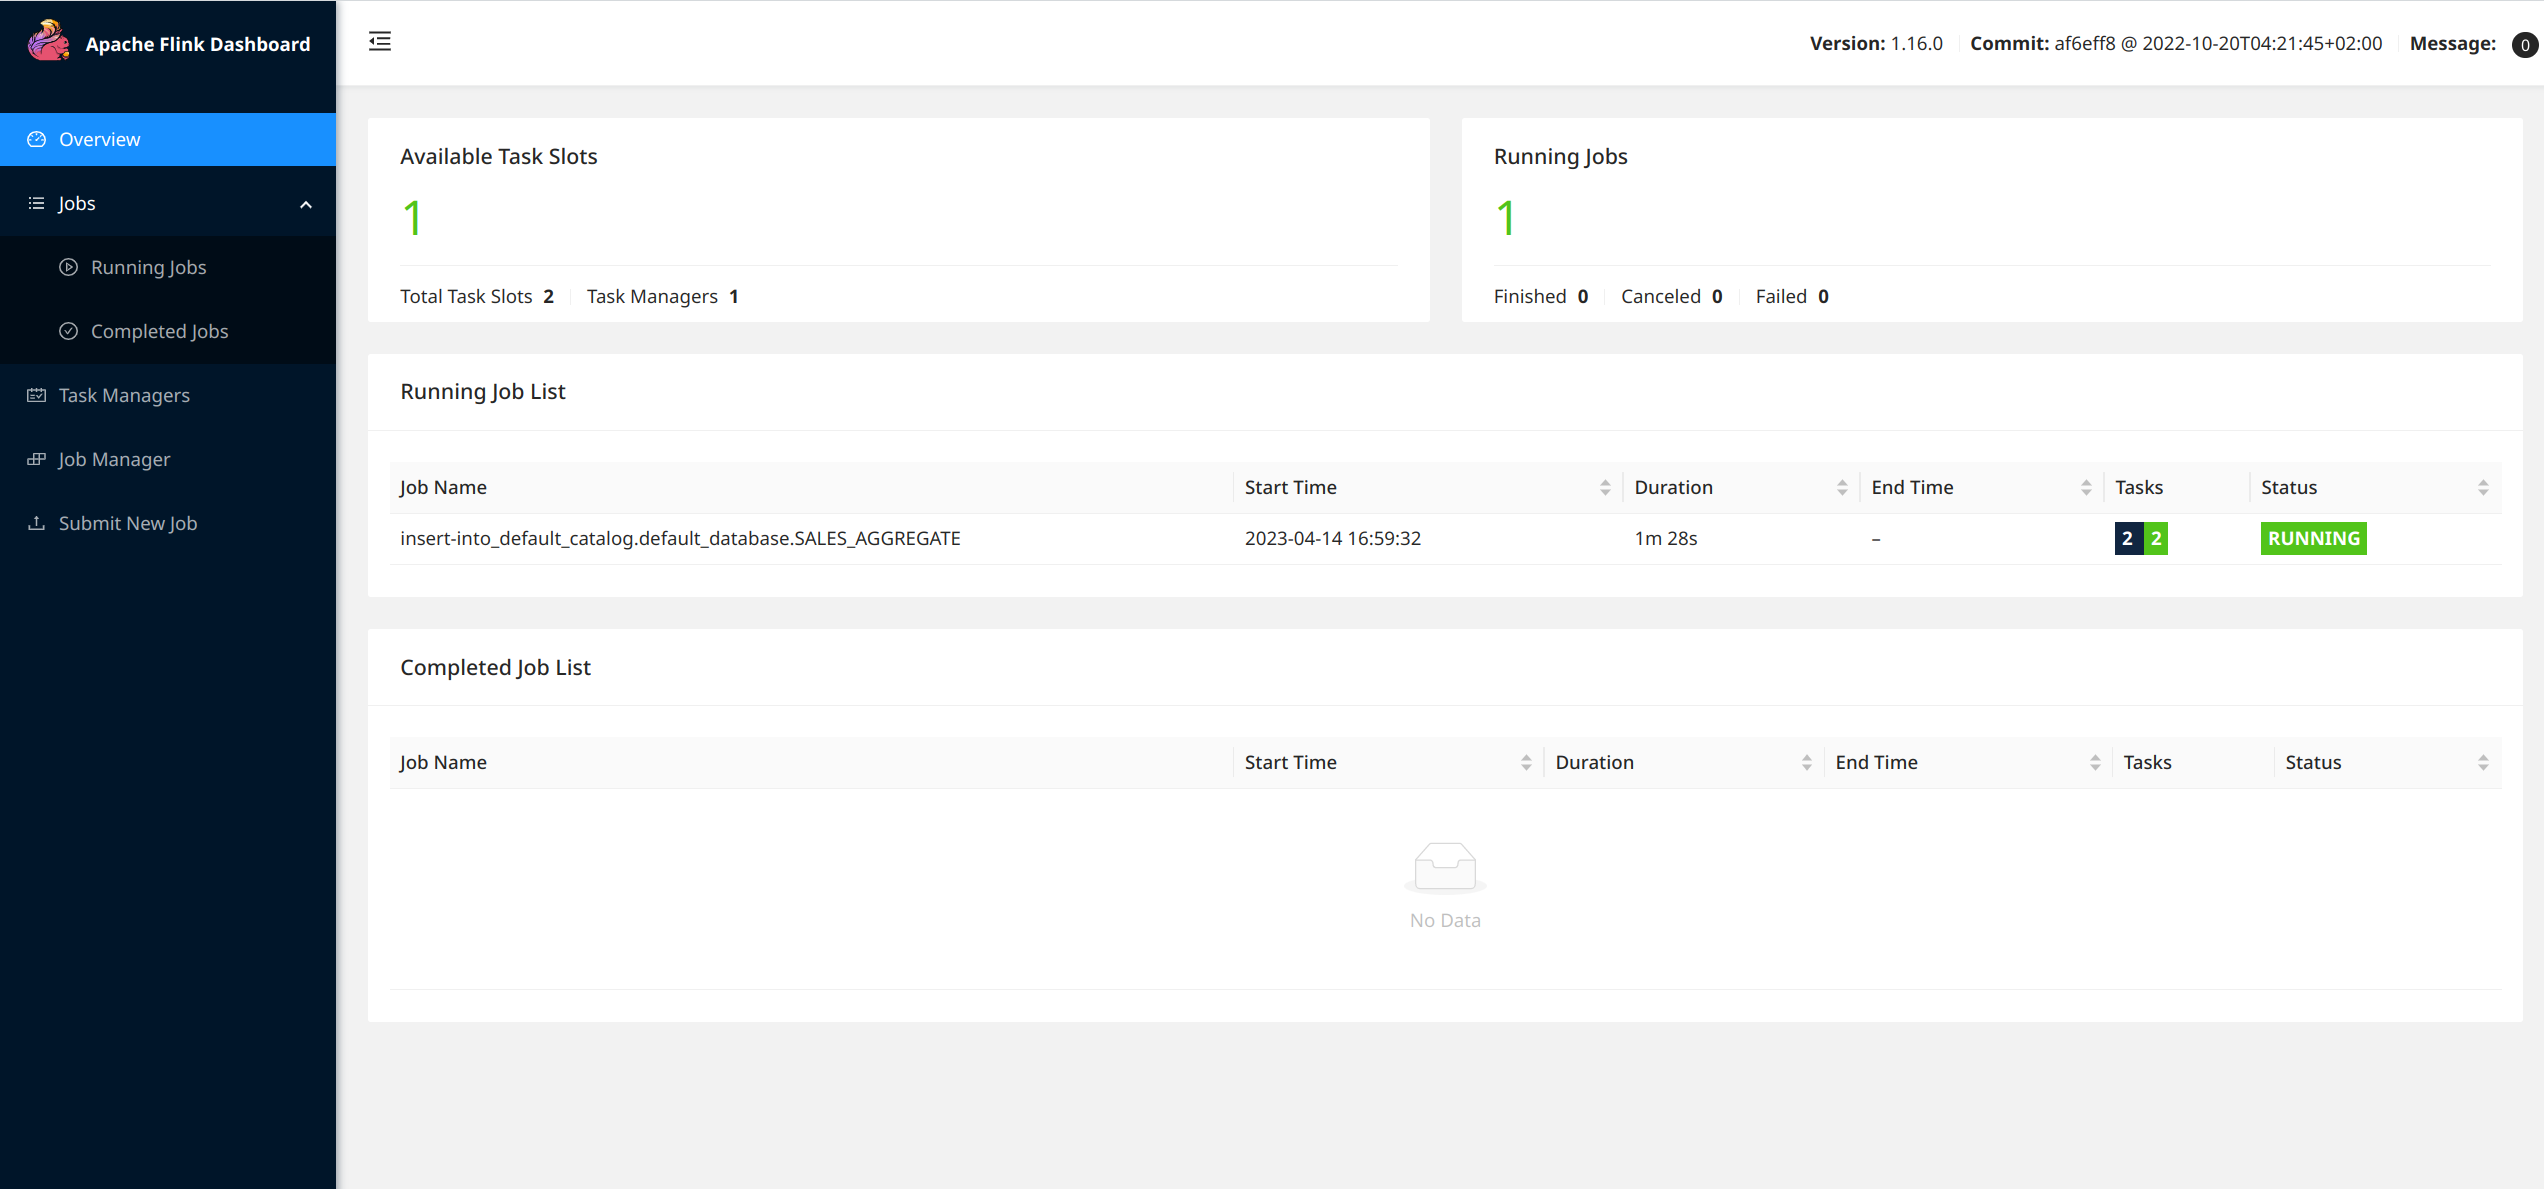 Apache Flink Dashboard
Version: 1.16.0 Commit: af6eff8 @ 2022-10-20T04:21:45+02:00 Message: 0
Overview
Jobs
Running Jobs
Completed Jobs
Task Managers
Job Manager
Submit New Job
Available Task Slots
1
Total Task Slots 2 Task Managers 1
Running Jobs
1
Finished 0 Canceled 0 Failed 0
Running Job List
Job Name Start Time Duration End Time Tasks Status
insert-into_default_catalog.default_database.SALES_AGGREGATE 2023-04-14 16:59:32 1m 28s – 2 2 RUNNING
Completed Job List
Job Name Start Time Duration End Time Tasks Status
No Data